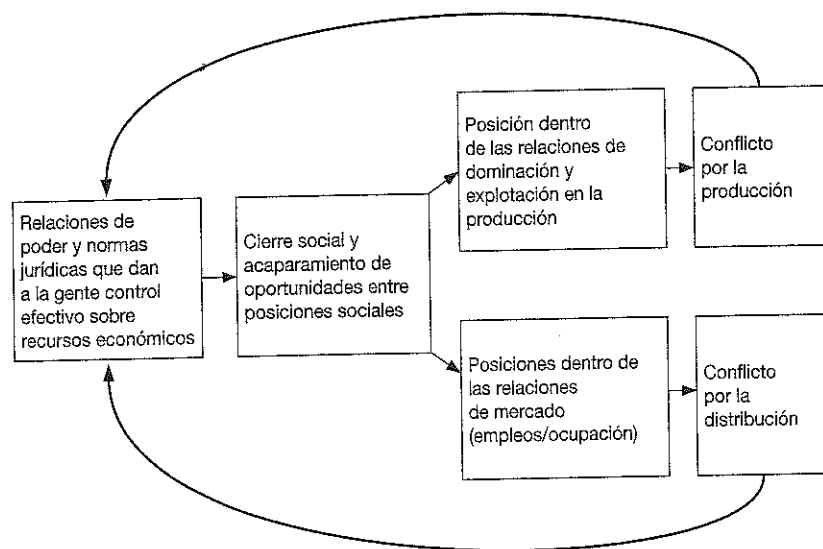 Relaciones de
poder y normas
jurídicas que dan
a la gente control
efectivo sobre
recursos económicos
Cierre social y
acaparamiento de
oportunidades entre
posiciones sociales
Posición dentro
de las relaciones de
dominación y
explotación en la
producción
Conflicto
por la
producción
Posiciones dentro de
las relaciones
de mercado
(empleos/ocupación)
Conflicto
por la
distribución